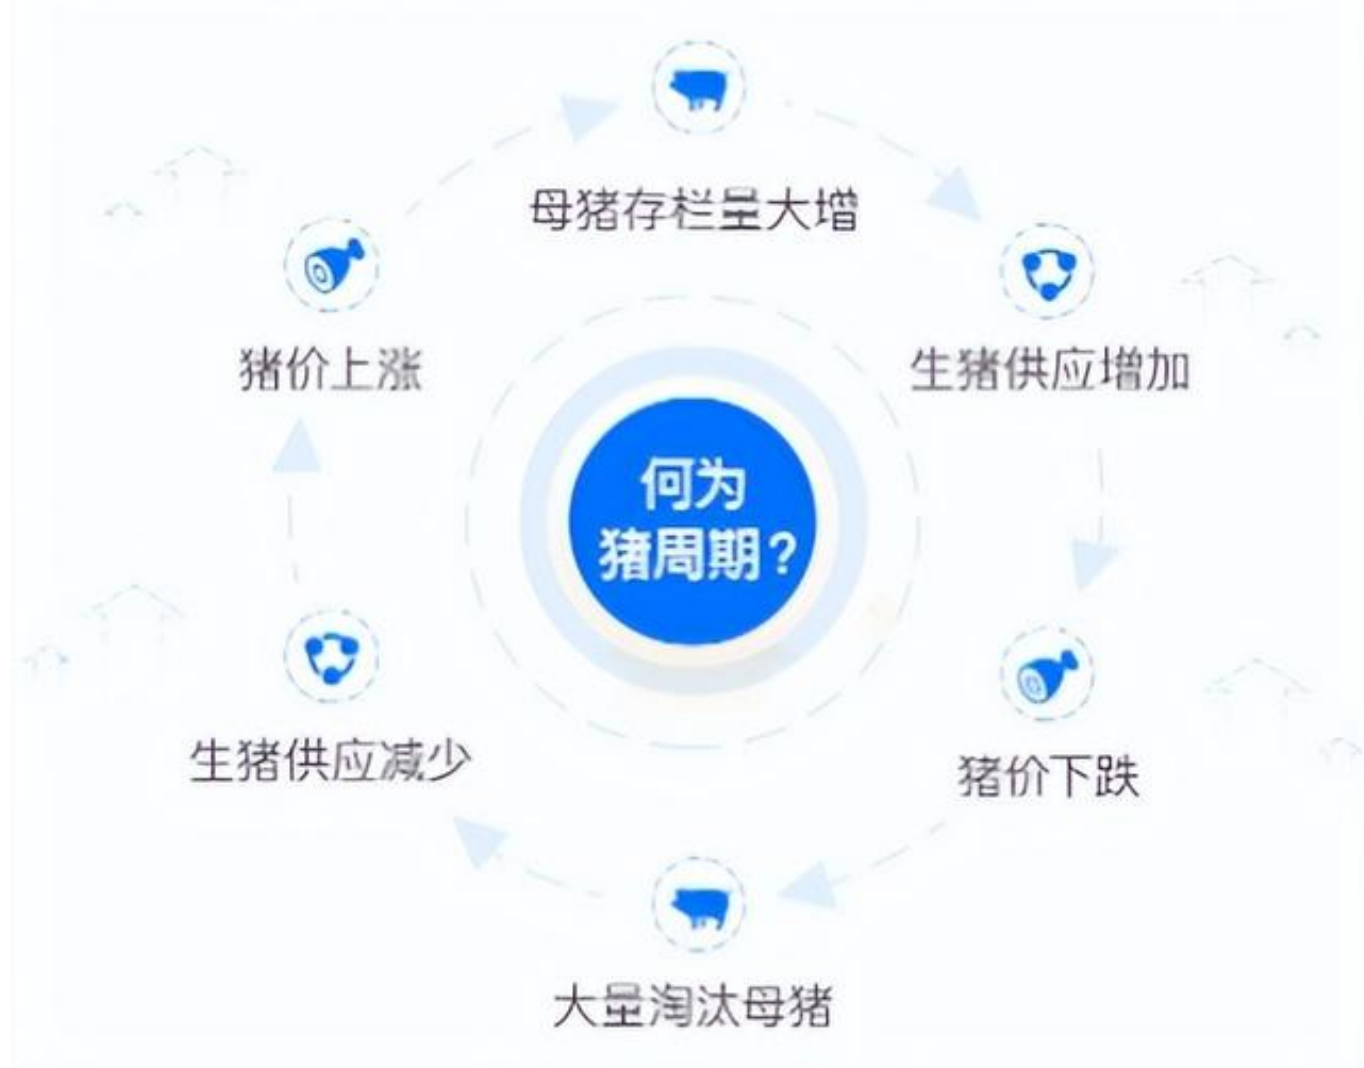 母猪存栏量大增
猪价上涨
生猪供应增加
何为
猪周期?
生猪供应减少
猪价下跌
大量淘汰母猪